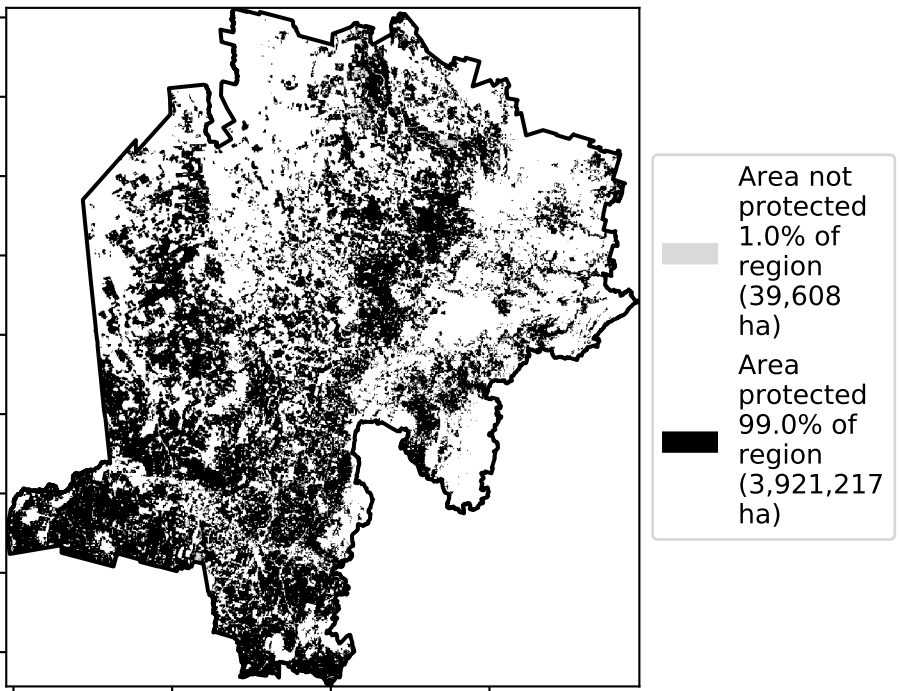 Area not
protected
1.0% of
region
(39,608
ha)
Area
protected
99.0% of
region
(3,921,217
ha)